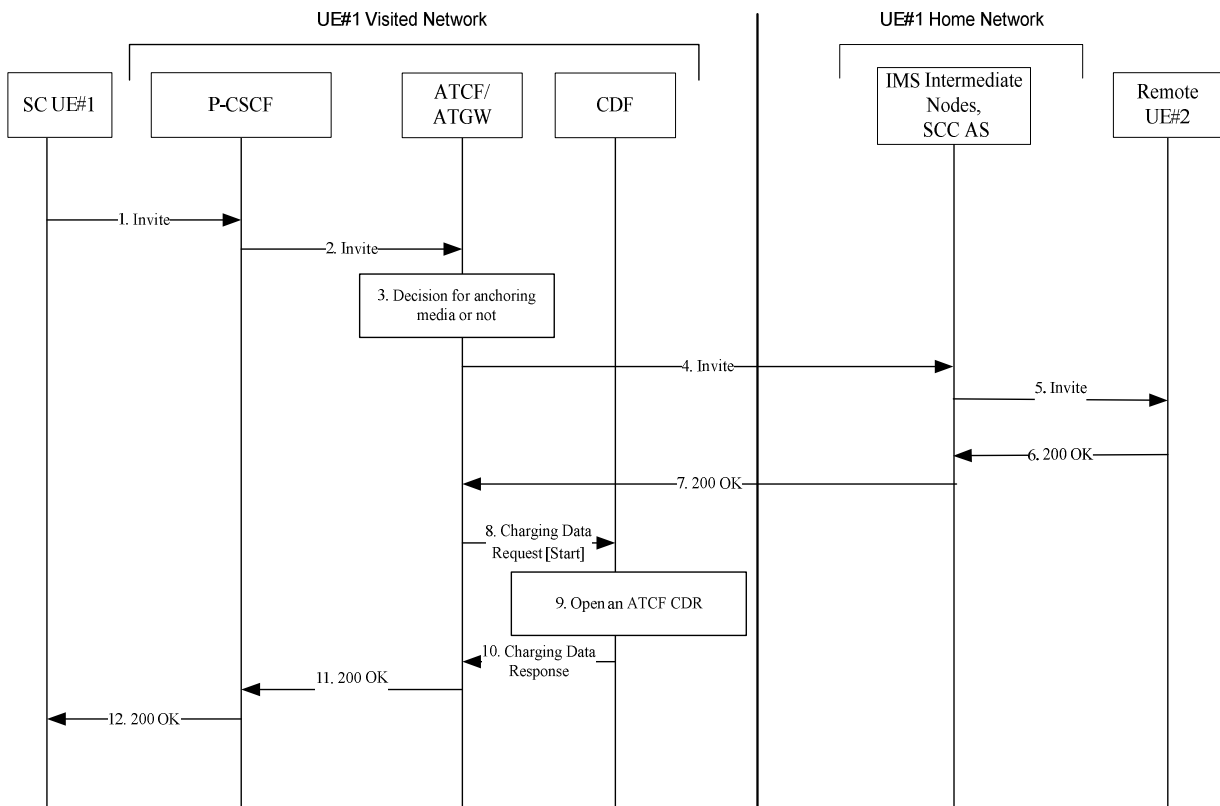 UE#1 Visited Network
UE#1 Home Network
SC UE#1
P-CSCF
ATCF/
ATGW
CDF
IMS Intermediate
Nodes,
SCC AS
Remote
UE#2
1. Invite
2. Invite
3. Decision for anchoring
media or not
4. Invite
5. Invite
6. 200 OK
7. 200 OK
8. Charging Data
Request [Start]
9. Open an ATCF CDR
10. Charging Data
Response
11. 200 OK
12. 200 OK